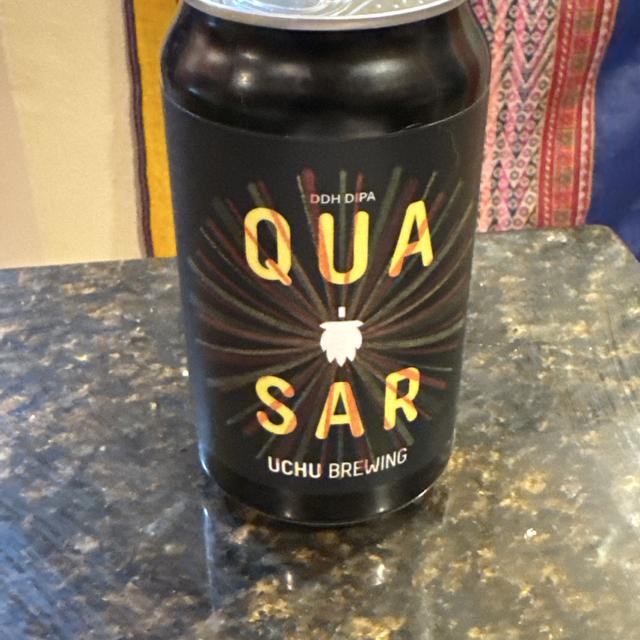 DDH DIPA
QUA
SAR
UCHU BREWING